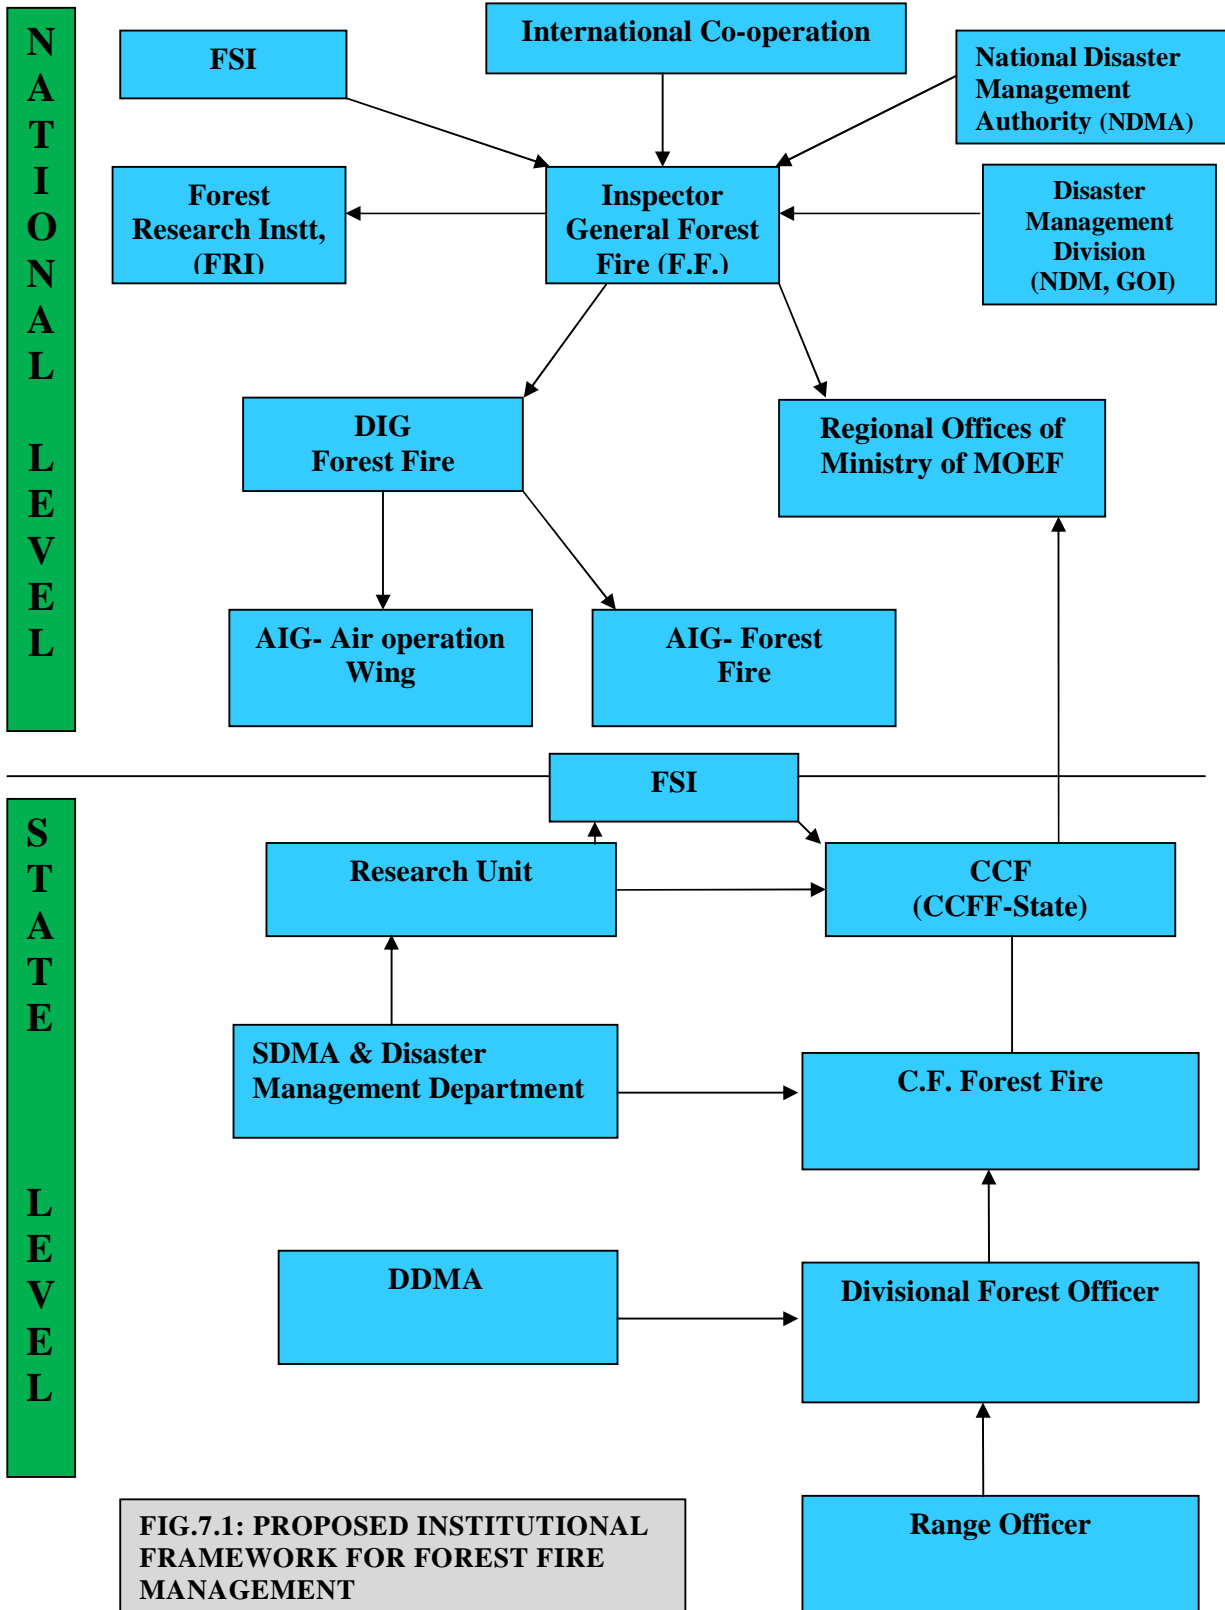 NATIONAL LEVEL
FSI
International Co-operation
National Disaster
Management
Authority (NDMA)
Forest
Research Instt,
(FRI)
Inspector
General Forest
Fire (F.F.)
Disaster
Management
Division
(NDM, GOI)
DIG
Forest Fire
Regional Offices of
Ministry of MOEF
AIG- Air operation
Wing
AIG- Forest
Fire
STATE LEVEL
FSI
Research Unit
CCF
(CCFF-State)
SDMA & Disaster
Management Department
C.F. Forest Fire
DDMA
Divisional Forest Officer
Range Officer
FIG.7.1: PROPOSED INSTITUTIONAL
FRAMEWORK FOR FOREST FIRE
MANAGEMENT